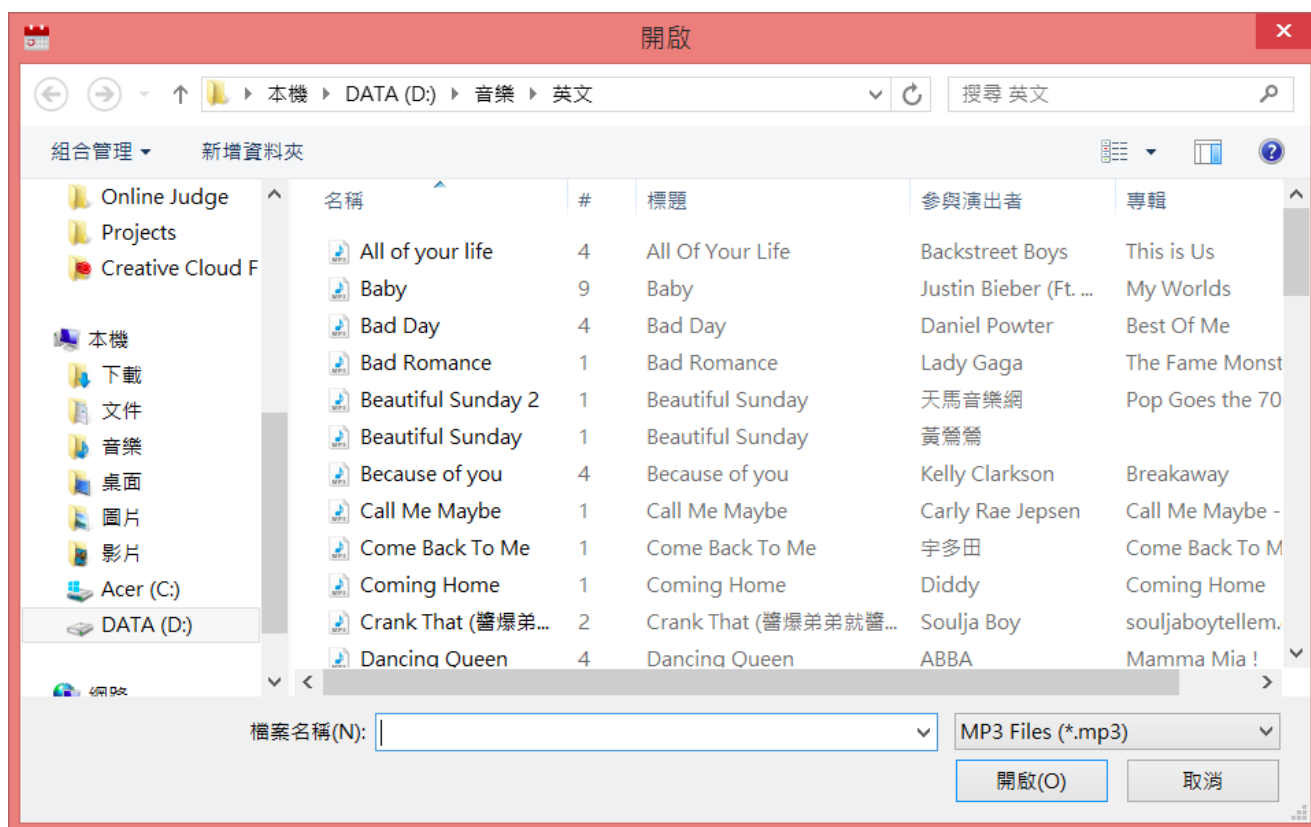 開啟
本機 DATA (D:) 音樂 英文 搜尋 英文
組合管理 新增資料夾
Online Judge
Projects
Creative Cloud F
本機
下載
文件
音樂
桌面
圖片
影片
Acer (C:)
DATA (D:)
網路
名稱 # 標題 參與演出者 專輯
All of your life 4 All Of Your Life Backstreet Boys This is Us
Baby 9 Baby Justin Bieber (Ft. ... My Worlds
Bad Day 4 Bad Day Daniel Powter Best Of Me
Bad Romance 1 Bad Romance Lady Gaga The Fame Monst
Beautiful Sunday 2 1 Beautiful Sunday 天馬音樂網 Pop Goes the 70
Beautiful Sunday 1 Beautiful Sunday 黃鶯鶯
Because of you 4 Because of you Kelly Clarkson Breakaway
Call Me Maybe 1 Call Me Maybe Carly Rae Jepsen Call Me Maybe -
Come Back To Me 1 Come Back To Me 宇多田 Come Back To M
Coming Home 1 Coming Home Diddy Coming Home
Crank That (醬爆弟... 2 Crank That (醬爆弟弟就醬... Soulja Boy souljaboytellem.
Dancing Queen 4 Dancing Queen ABBA Mamma Mia !
檔案名稱(N): MP3 Files (*.mp3)
開啟(O) 取消